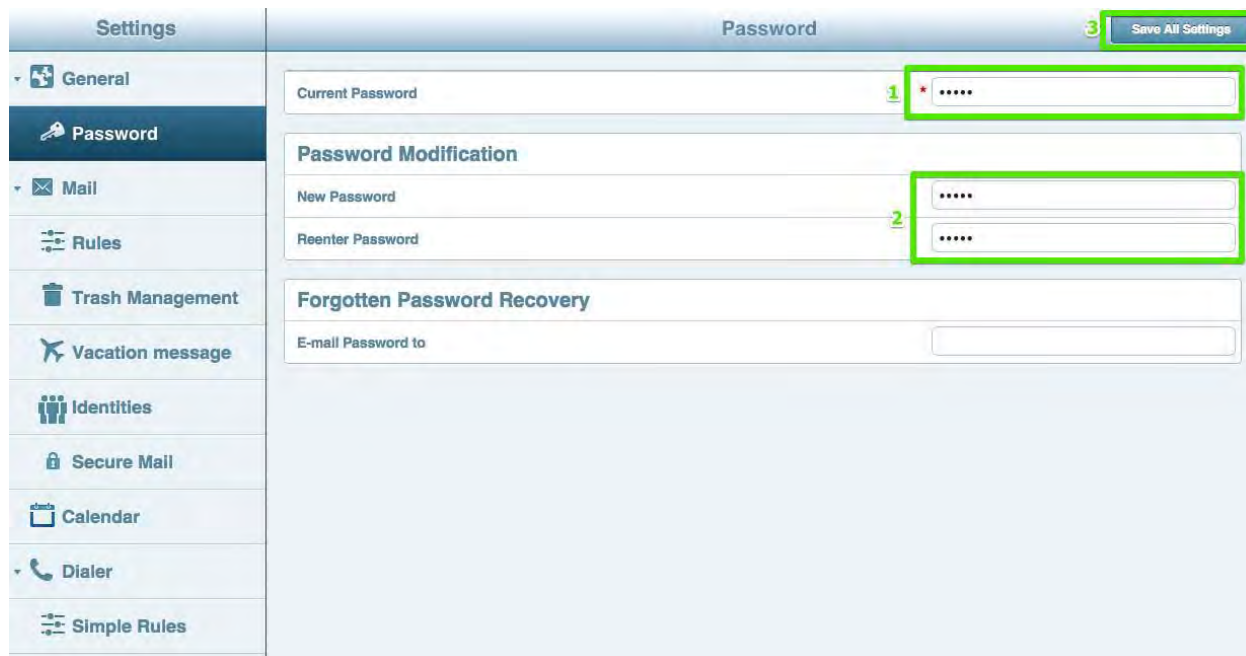 Settings
Password
3
Save All Settings
General
Password
Mail
Rules
Trash Management
Vacation message
Identities
Secure Mail
Calendar
Dialer
Simple Rules
Current Password
1
* •••••
Password Modification
New Password
•••••
2
Reenter Password
•••••
Forgotten Password Recovery
E-mail Password to